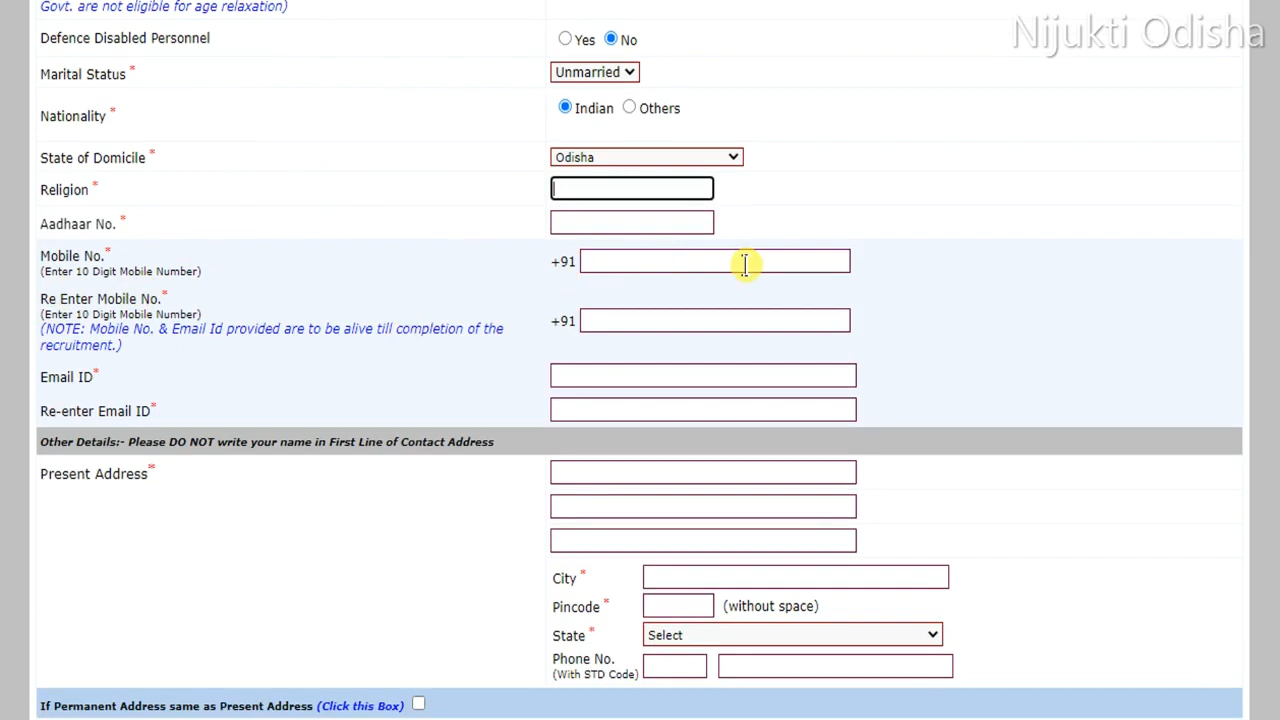 Govt. are not eligible for age relaxation)
Nijukti Odisha
Defence Disabled Personnel Yes No
Marital Status * Unmarried
Nationality * Indian Others
State of Domicile * Odisha
Religion *
Aadhaar No. *
Mobile No.* +91
(Enter 10 Digit Mobile Number)
Re Enter Mobile No.*
(Enter 10 Digit Mobile Number) +91
(NOTE: Mobile No. & Email Id provided are to be alive till completion of the
recruitment.)
Email ID*
Re-enter Email ID*
Other Details:- Please DO NOT write your name in First Line of Contact Address
Present Address*
City *
Pincode * (without space)
State * Select
Phone No.
(With STD Code)
If Permanent Address same as Present Address (Click this Box)